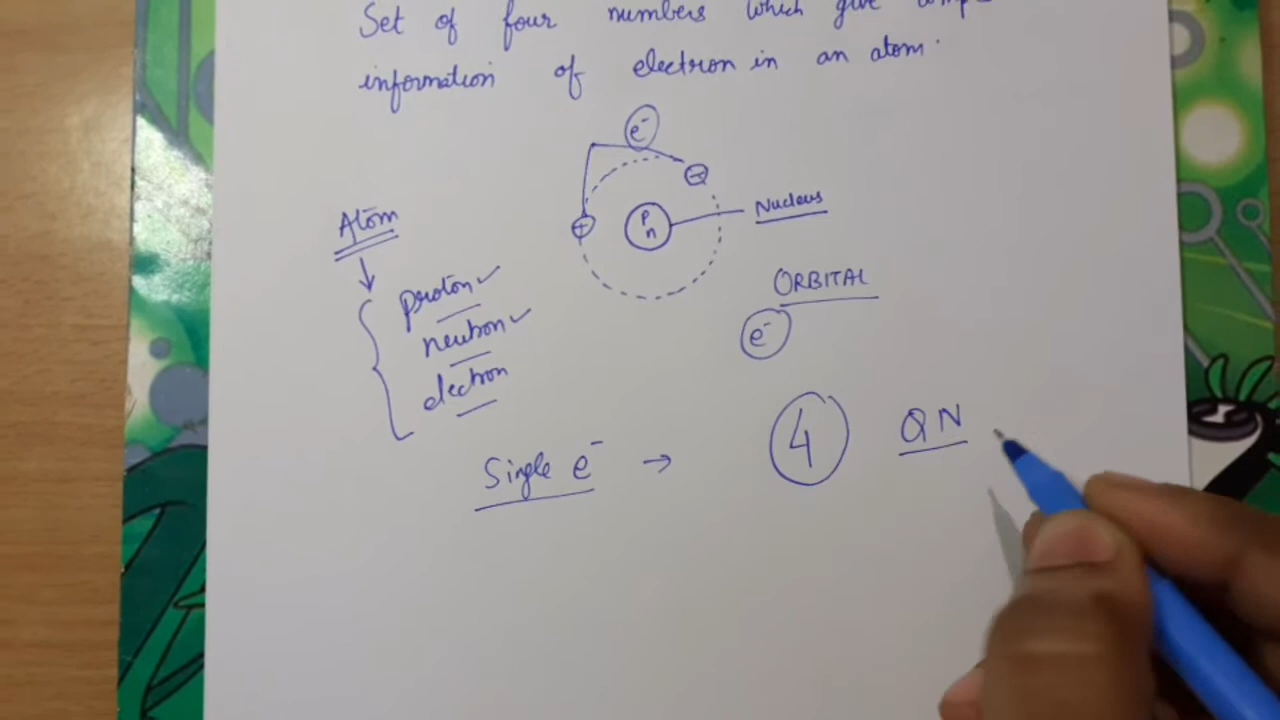 Set of four numbers which give
information of electron in an atom.
e⁻
−
+
P
n
Nucleus
Atom
proton ✓
neutron ✓
electron
ORBITAL
e⁻
Single e⁻ → 4 QN